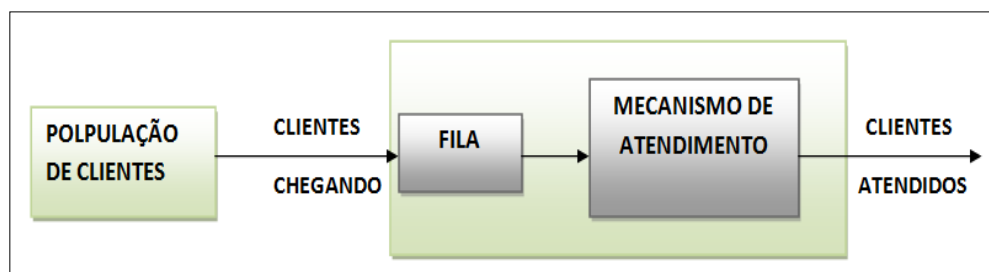 POLPULAÇÃO
DE CLIENTES
CLIENTES
CHEGANDO
FILA
MECANISMO DE
ATENDIMENTO
CLIENTES
ATENDIDOS